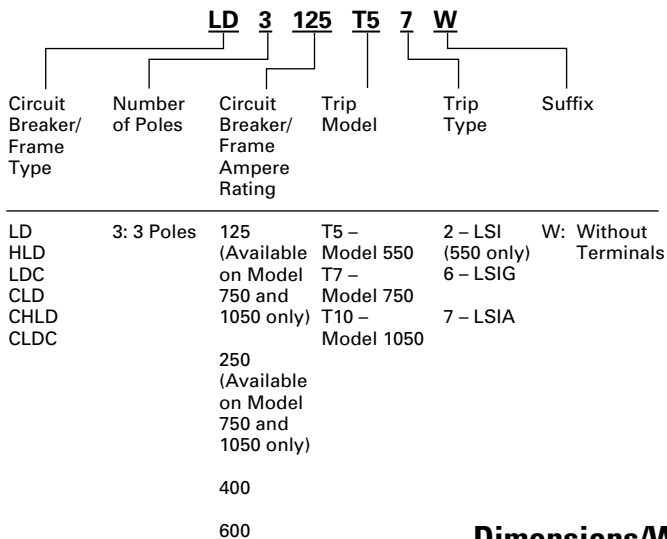 LD 3 125 T5 7 W
Circuit Breaker/ Frame Type
Number of Poles
Circuit Breaker/ Frame Ampere Rating
Trip Model
Trip Type
Suffix
LD
HLD
LDC
CLD
CHLD
CLDC
3: 3 Poles
125
(Available
on Model
750 and
1050 only)
250
(Available
on Model
750 and
1050 only)
400
600
T5 –
Model 550
T7 –
Model 750
T10 –
Model 1050
2 – LSI
(550 only)
6 – LSIG
7 – LSIA
W: Without
Terminals